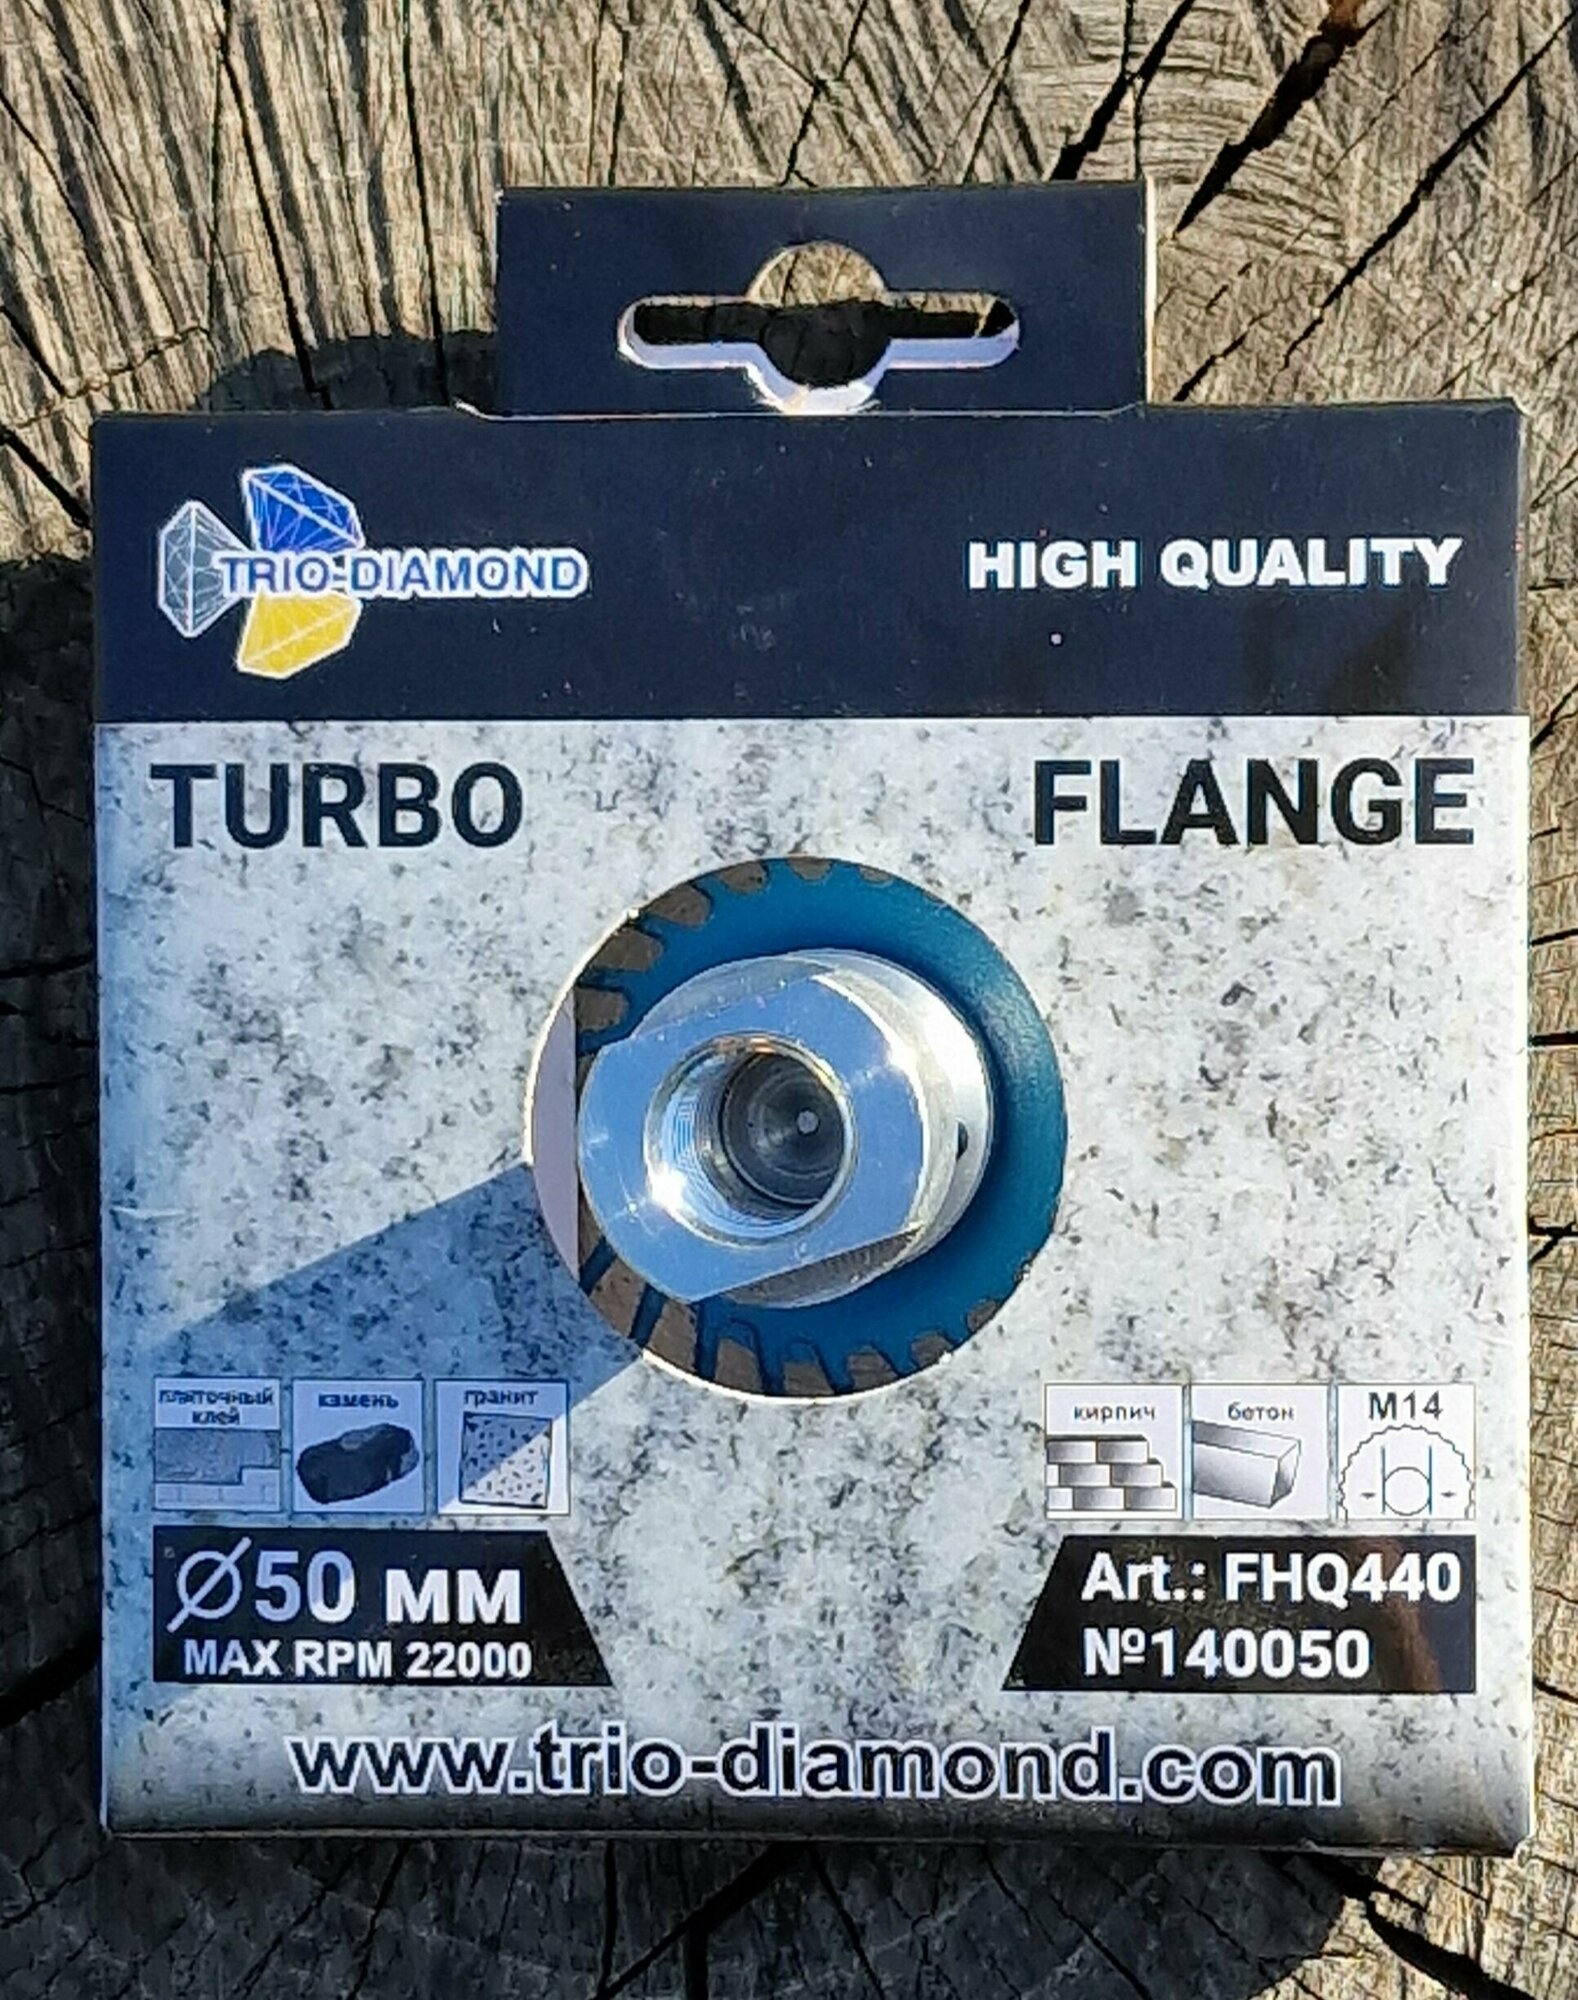 TRIO-DIAMOND
HIGH QUALITY
TURBO FLANGE
плиточный
клей
камень
гранит
кирпич
бетон
M14
Ø50 мм
MAX RPM 22000
Art.: FHQ440
№140050
www.trio-diamond.com